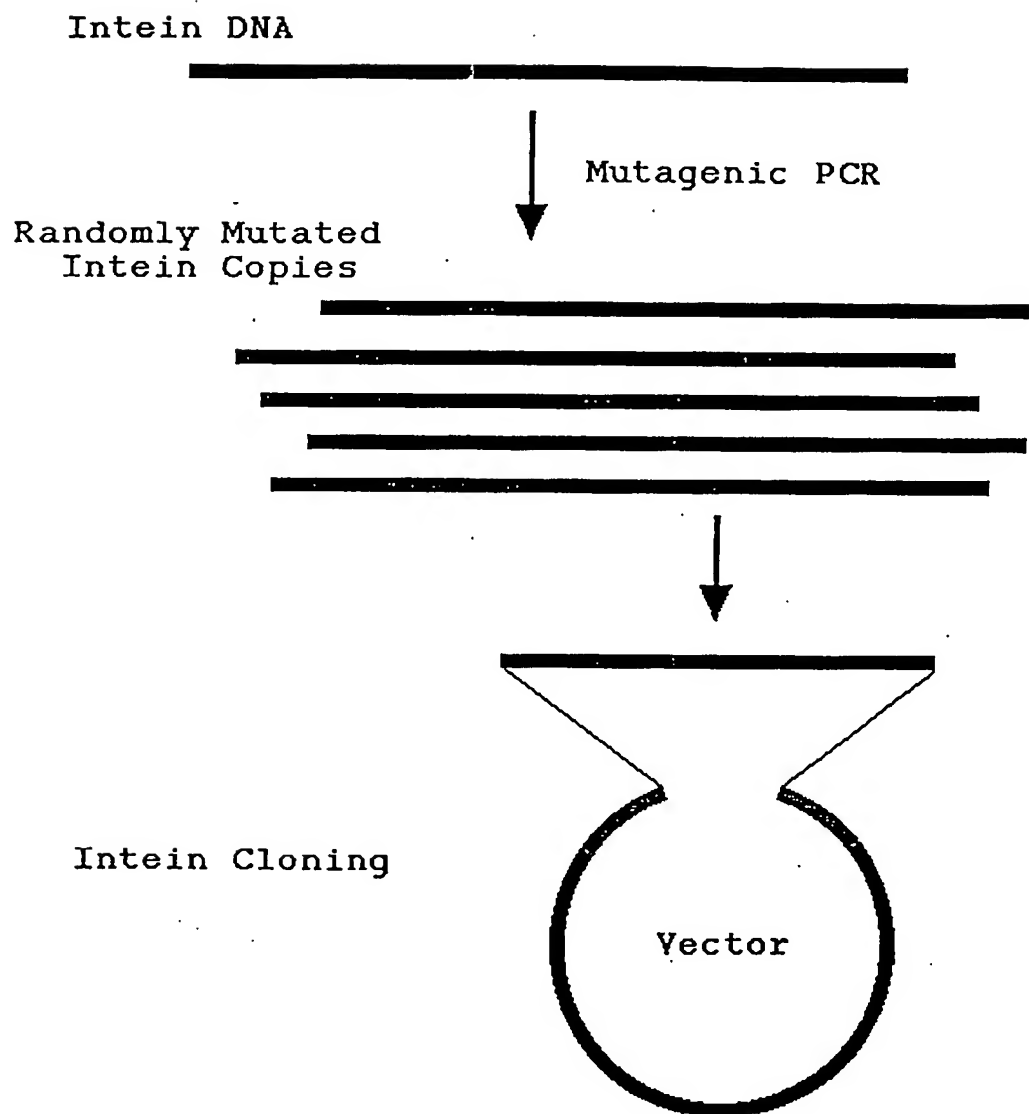 Intein DNA
Mutagenic PCR
Randomly Mutated
Intein Copies
Intein Cloning
Vector